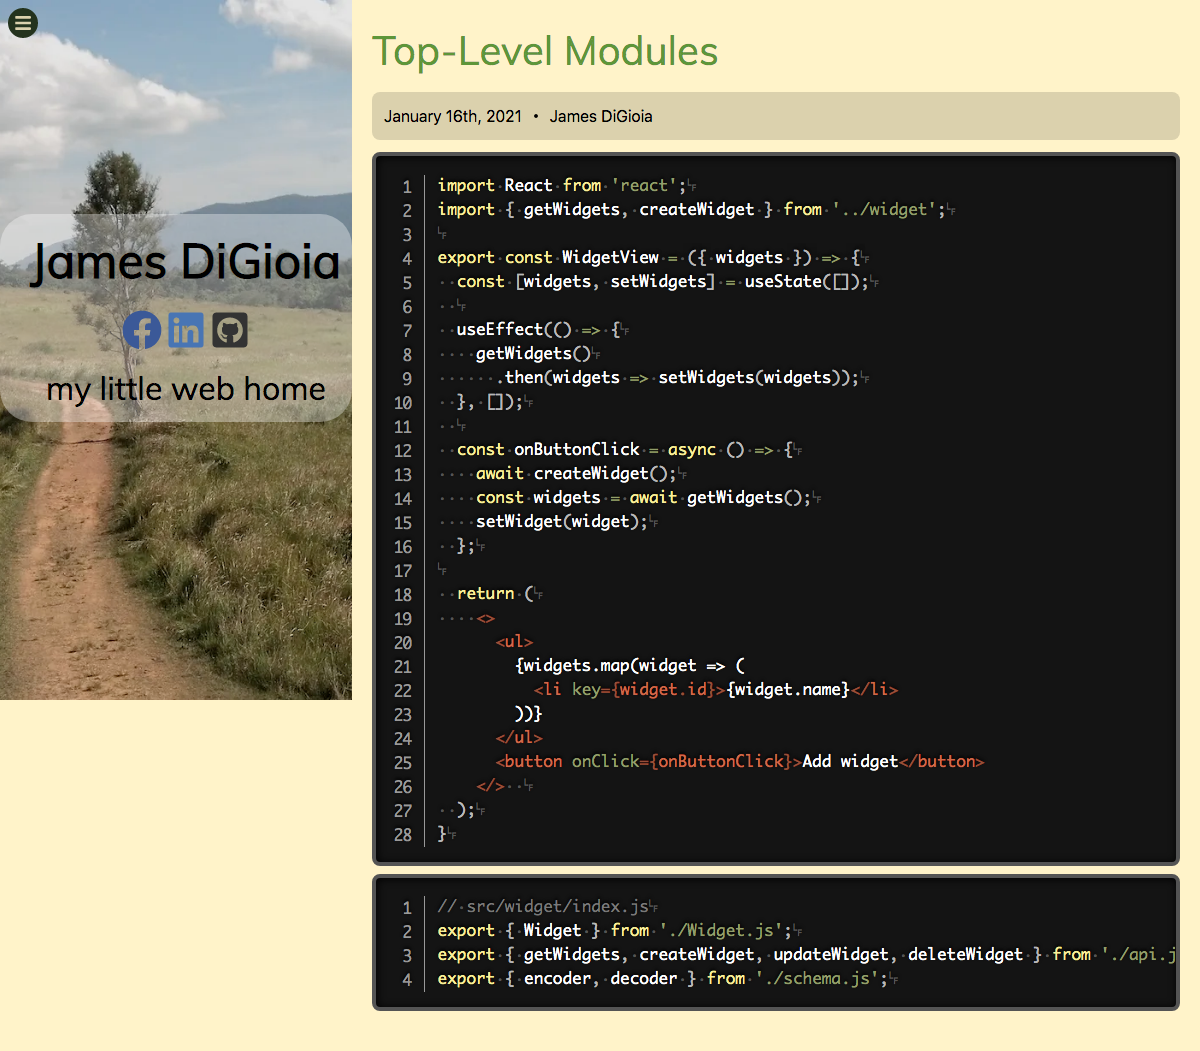 James DiGioia
my little web home
Top-Level Modules
January 16th, 2021 • James DiGioia
1 import React from 'react';
2 import { getWidgets, createWidget } from '../widget';
3
4 export const WidgetView = ({ widgets }) => {
5   const [widgets, setWidgets] = useState([]);
6
7   useEffect(() => {
8     getWidgets()
9       .then(widgets => setWidgets(widgets));
10   }, []);
11
12   const onButtonClick = async () => {
13     await createWidget();
14     const widgets = await getWidgets();
15     setWidget(widget);
16   };
17
18   return (
19     <>
20       <ul>
21         {widgets.map(widget => (
22           <li key={widget.id}>{widget.name}</li>
23         ))}
24       </ul>
25       <button onClick={onButtonClick}>Add widget</button>
26     </>
27   );
28 }
1 // src/widget/index.js
2 export { Widget } from './Widget.js';
3 export { getWidgets, createWidget, updateWidget, deleteWidget } from './api.j
4 export { encoder, decoder } from './schema.js';